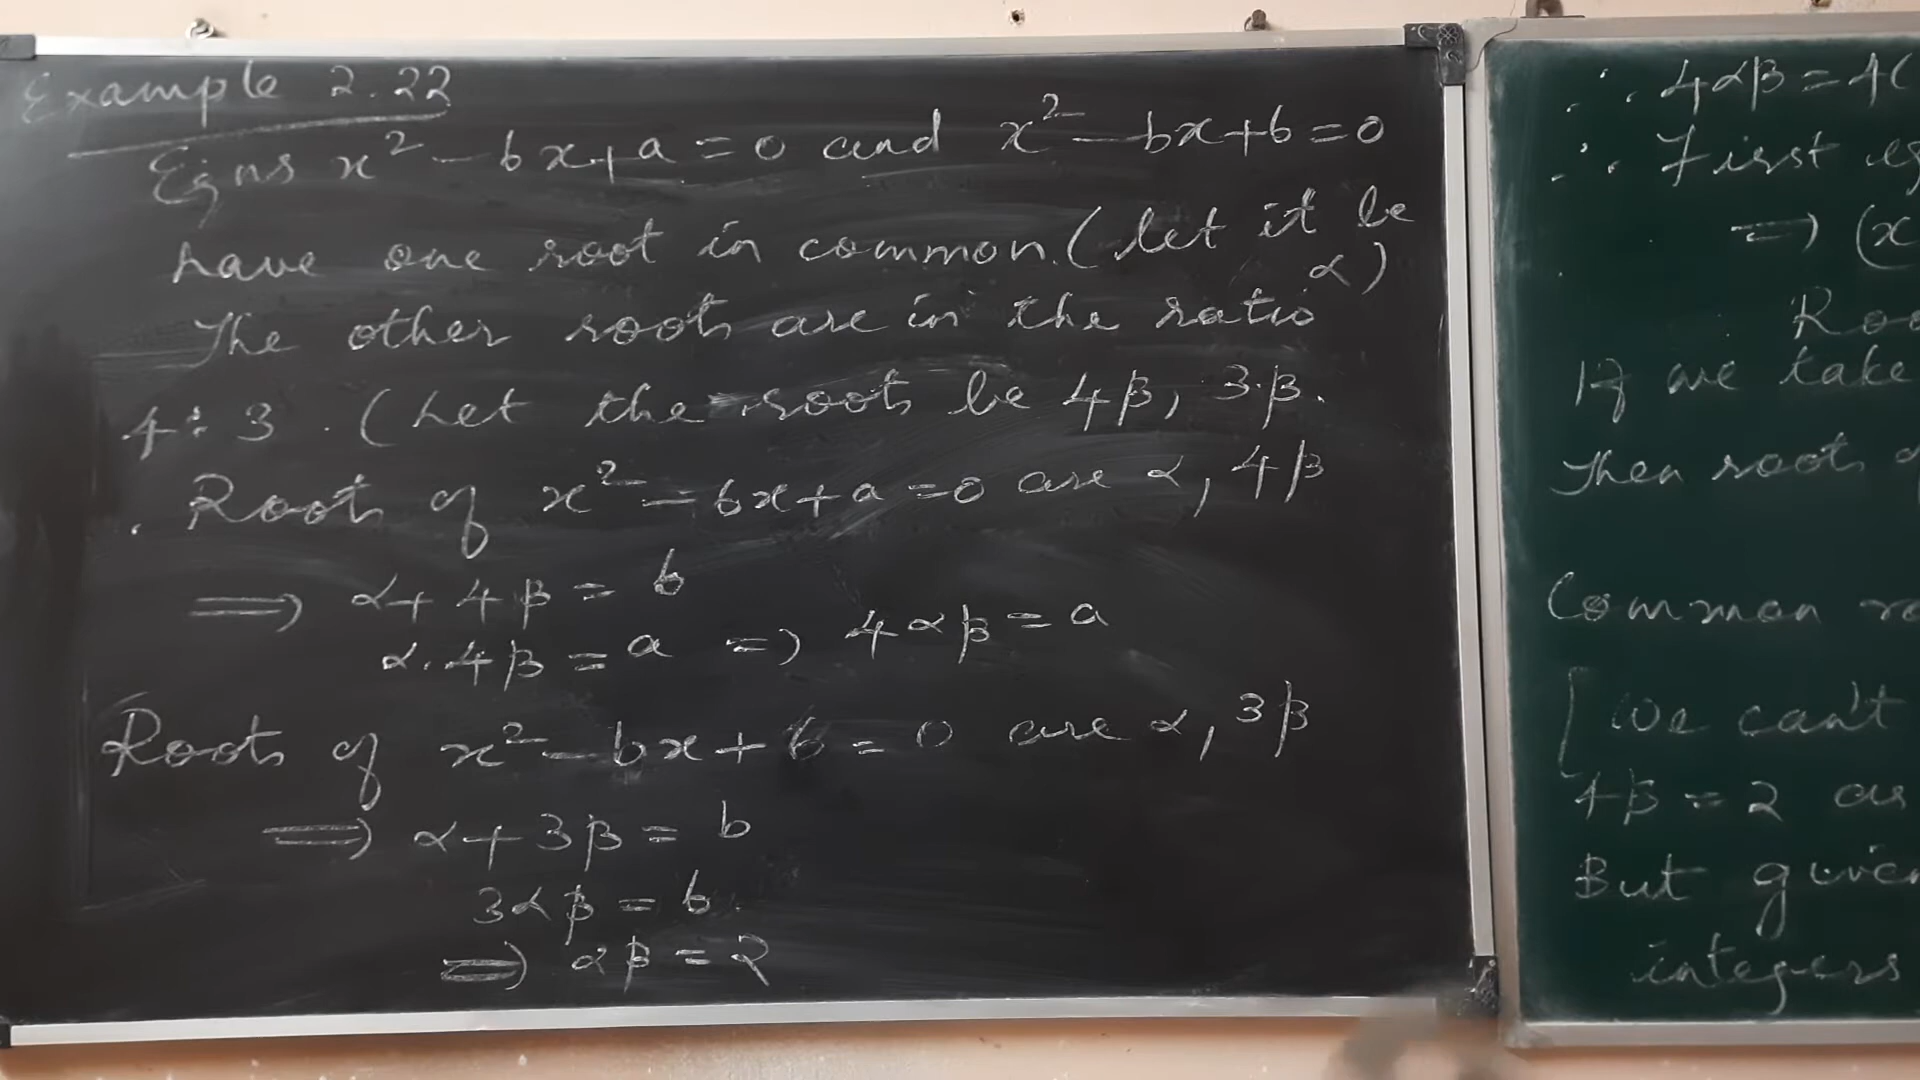 Example 2.22
Eqns x² - 6x + a = 0 and x² - bx + 6 = 0
have one root in common. (let it be
α)
The other roots are in the ratio
4 : 3. (Let the roots be 4β, 3β.
. Roots of x² - 6x + a = 0 are α, 4β
⟹ α + 4β = 6
α.4β = a ⟹ 4αβ = a
Roots of x² - bx + 6 = 0 are α, 3β
⟹ α + 3β = b
3αβ = 6.
⟹ αβ = 2
∴ 4αβ = 4(
∴ First
⟹ (x
If we take
Then roots
Common
[We can't
4β = 2 as
But given
integers